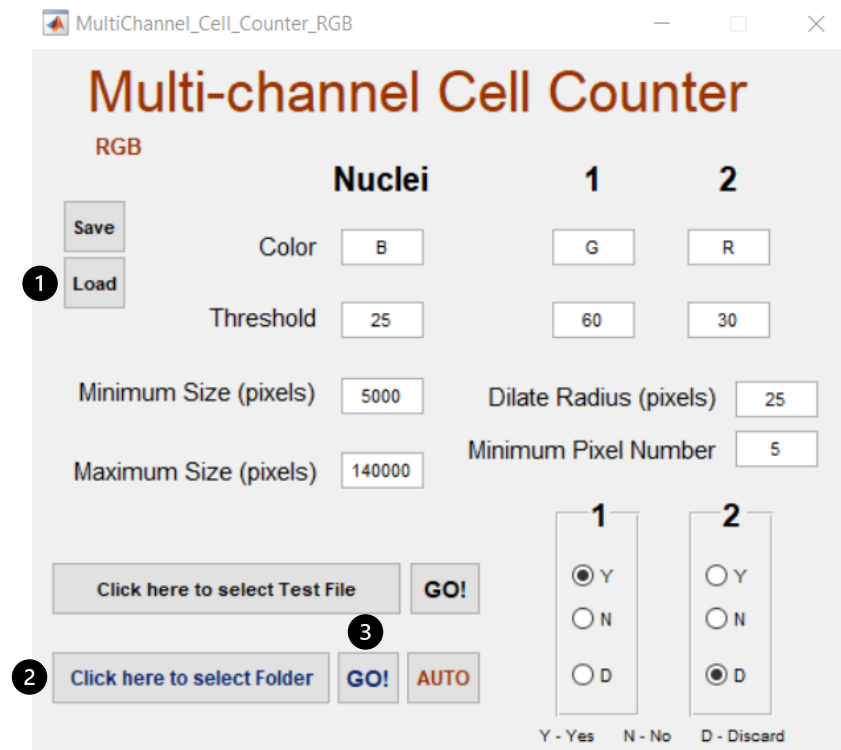 MultiChannel_Cell_Counter_RGB
Multi-channel Cell Counter
RGB
Nuclei 1 2
Save
Color B G R
1 Load
Threshold 25 60 30
Minimum Size (pixels) 5000 Dilate Radius (pixels) 25
Minimum Pixel Number 5
Maximum Size (pixels) 140000
1 2
Y Y
Click here to select Test File GO!
N N
3
2 Click here to select Folder GO! AUTO D D
Y - Yes N - No D - Discard